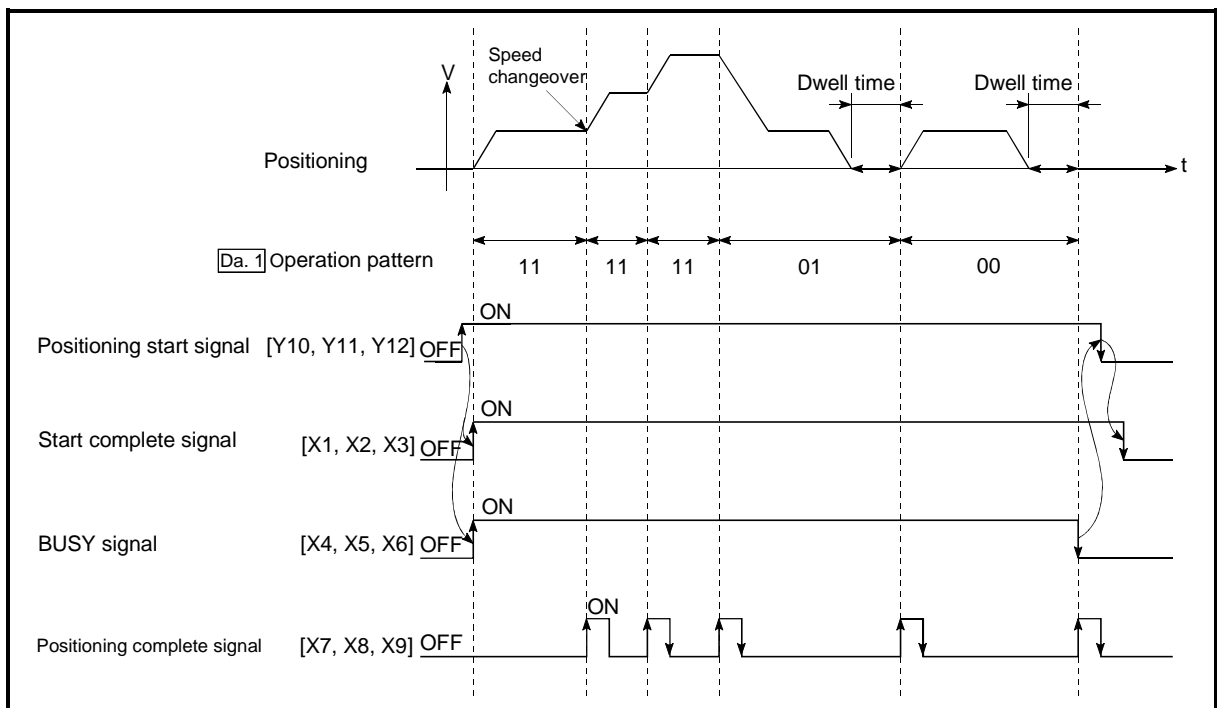 Speed
changeover
V
Dwell time
Dwell time
Positioning
t
Da. 1 Operation pattern
11
11
11
01
00
ON
Positioning start signal [Y10, Y11, Y12] OFF
ON
Start complete signal [X1, X2, X3] OFF
ON
BUSY signal [X4, X5, X6] OFF
ON
Positioning complete signal [X7, X8, X9] OFF